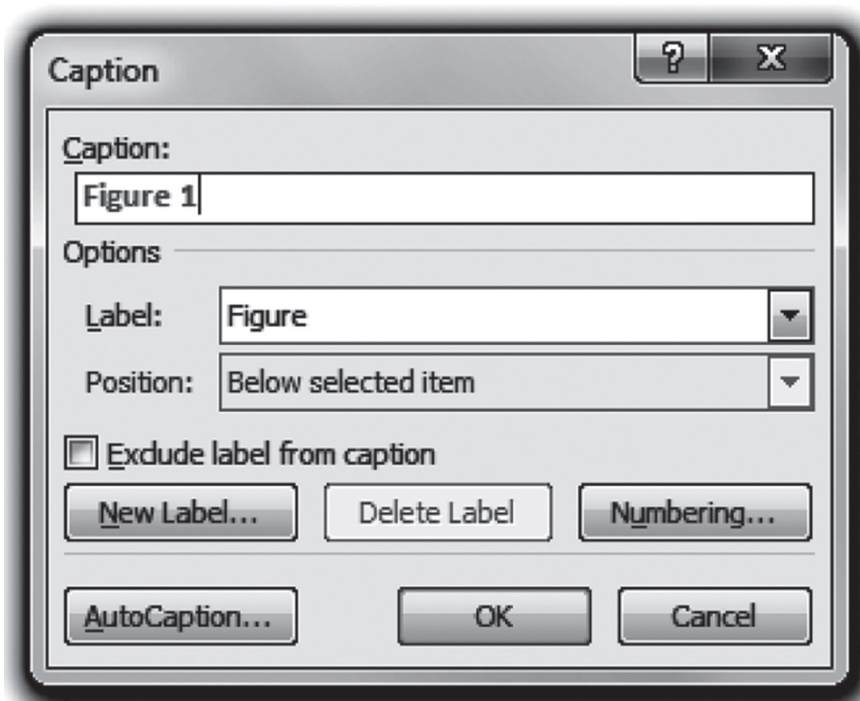 Caption
Caption:
Figure 1
Options
Label: Figure
Position: Below selected item
Exclude label from caption
New Label... Delete Label Numbering...
AutoCaption... OK Cancel